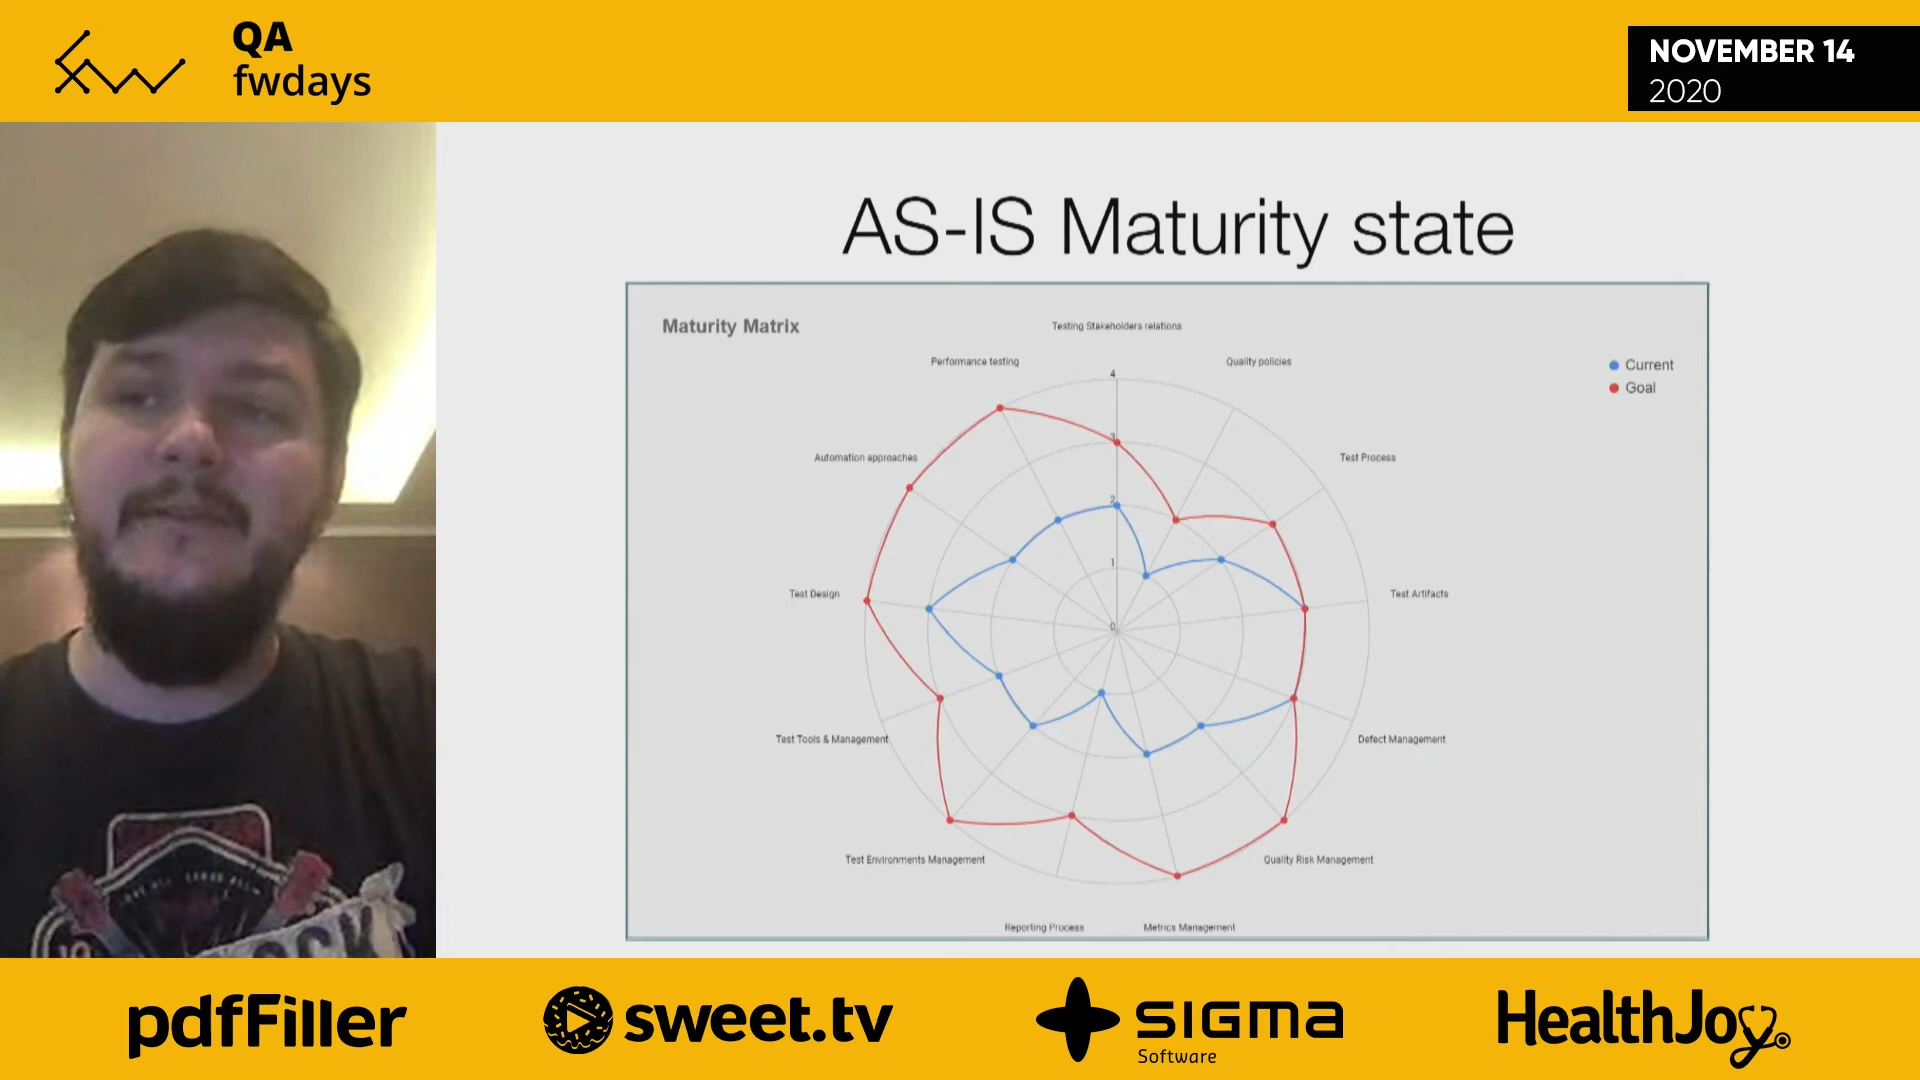 QA
fwdays
NOVEMBER 14
2020
AS-IS Maturity state
Maturity Matrix
Testing Stakeholders relations
Performance testing
Quality policies
Current
Goal
4
3
2
1
0
Automation approaches
Test Process
Test Design
Test Artifacts
Test Tools & Management
Defect Management
Test Environments Management
Quality Risk Management
Reporting Process
Metrics Management
pdfFiller
sweet.tv
SIGMA
Software
HealthJoy